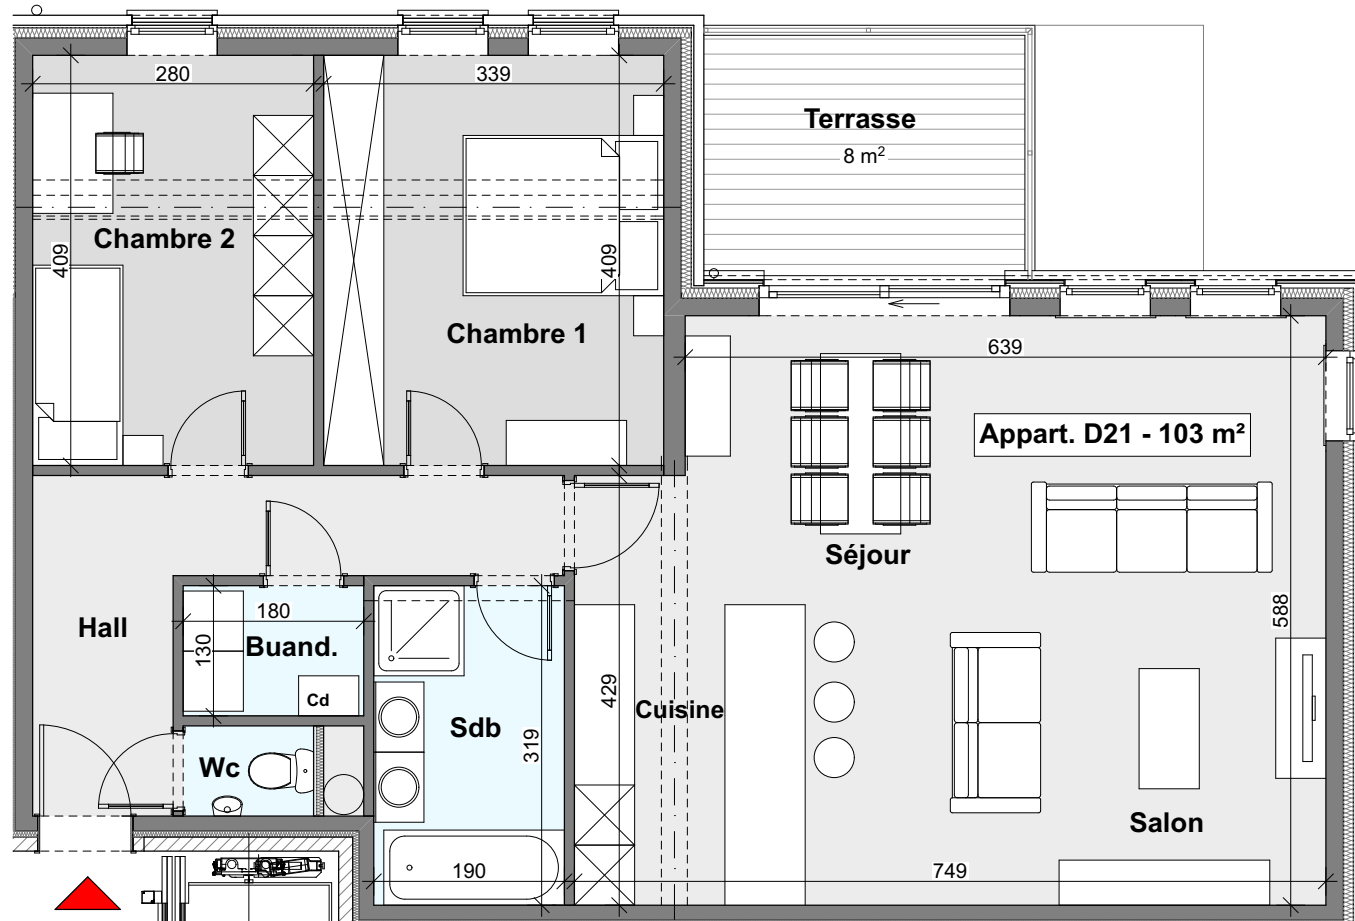 280
339
Terrasse
8 m²
Chambre 2
409
409
Chambre 1
639
Appart. D21 - 103 m²
Séjour
588
Hall
180
Buand.
130
Cd
429
Cuisine
Sdb
319
Wc
Salon
190
749